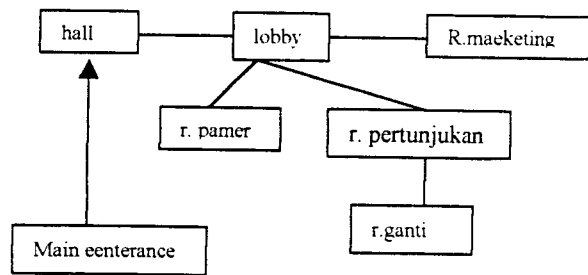 hall
lobby
R.maeketing
r. pamer
r. pertunjukan
r.ganti
Main eenterance